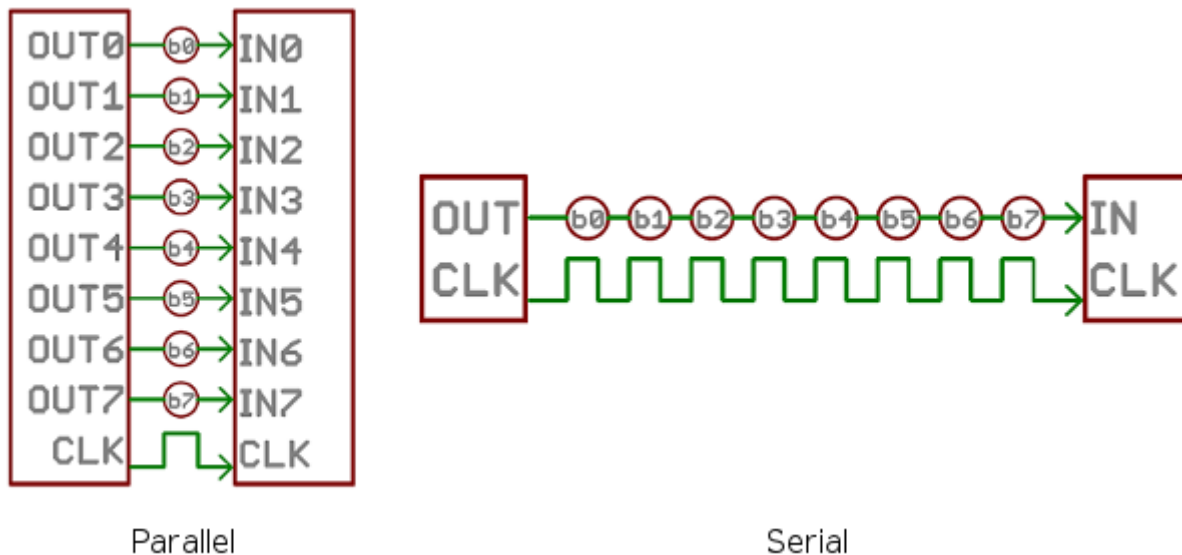 OUT0 b0 IN0
OUT1 b1 IN1
OUT2 b2 IN2
OUT3 b3 IN3
OUT4 b4 IN4
OUT5 b5 IN5
OUT6 b6 IN6
OUT7 b7 IN7
CLK CLK
Parallel
OUT b0 b1 b2 b3 b4 b5 b6 b7 IN
CLK CLK
Serial